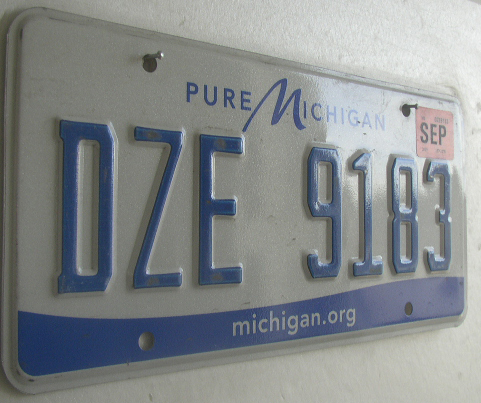 PURE MICHIGAN
SEP
DZE 9183
michigan.org